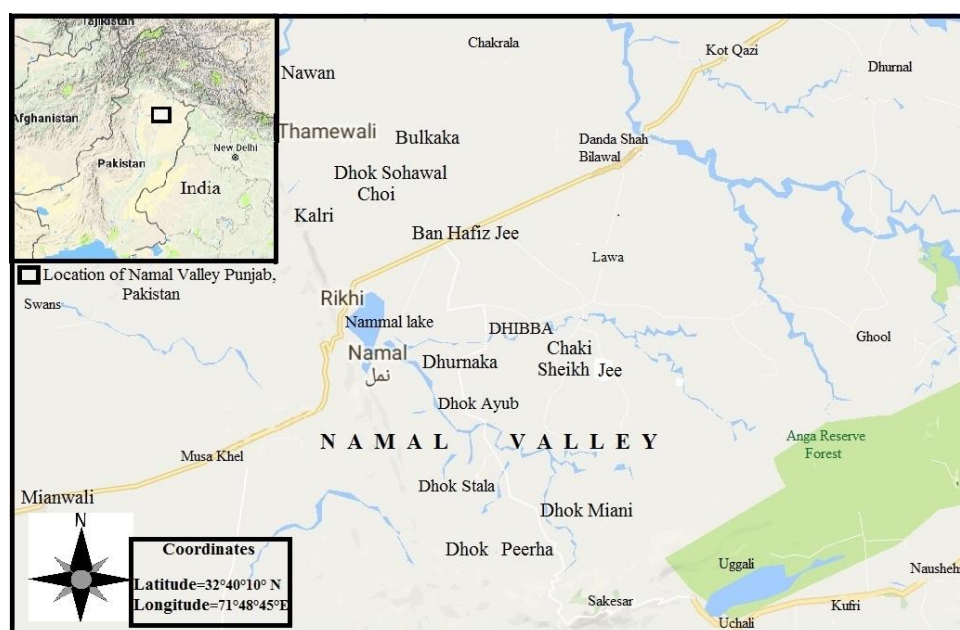 Tajikistan
Afghanistan
Pakistan
New Delhi
India
Location of Namal Valley Punjab,
Pakistan
Chakrala
Kot Qazi
Dhurnal
Nawan
Thamewali
Bulkaka
Danda Shah
Bilawal
Dhok Sohawal
Choi
Kalri
Ban Hafiz Jee
Lawa
Swans
Rikhi
Nammal lake
DHIBBA
Ghool
Namal
نمل
Dhurnaka
Chaki
Sheikh Jee
Dhok Ayub
NAMAL VALLEY
Anga Reserve
Forest
Musa Khel
Mianwali
Dhok Stala
Dhok Miani
Dhok Peerha
N
Coordinates
Latitude=32°40°10° N
Longitude=71°48°45°E
Uggali
Nausheh
Sakesar
Kufri
Uchali